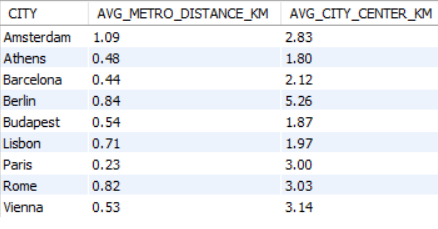 CITY AVG_METRO_DISTANCE_KM AVG_CITY_CENTER_KM
Amsterdam 1.09 2.83
Athens 0.48 1.80
Barcelona 0.44 2.12
Berlin 0.84 5.26
Budapest 0.54 1.87
Lisbon 0.71 1.97
Paris 0.23 3.00
Rome 0.82 3.03
Vienna 0.53 3.14